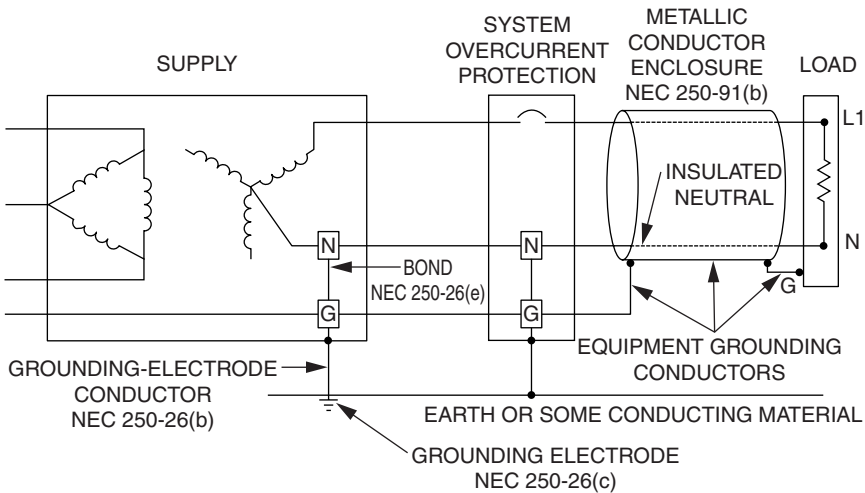 SUPPLY
SYSTEM
OVERCURRENT
PROTECTION
METALLIC
CONDUCTOR
ENCLOSURE
NEC 250-91(b)
LOAD
L1
INSULATED
NEUTRAL
N
N
N
BOND
NEC 250-26(e)
G
G
G
GROUNDING-ELECTRODE
CONDUCTOR
NEC 250-26(b)
EQUIPMENT GROUNDING
CONDUCTORS
EARTH OR SOME CONDUCTING MATERIAL
GROUNDING ELECTRODE
NEC 250-26(c)